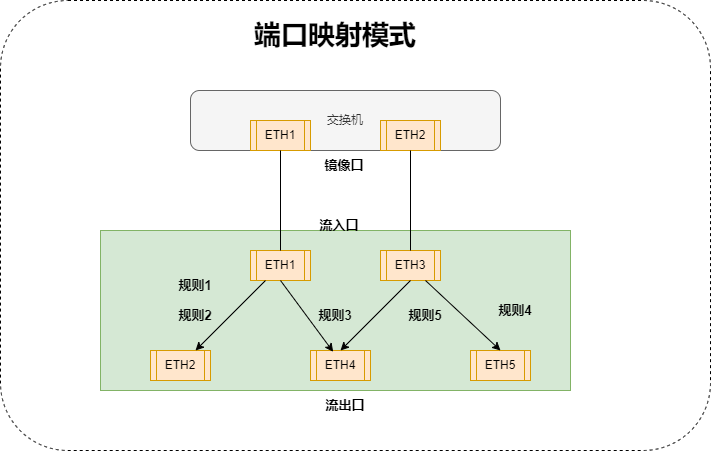 端口映射模式
交换机
ETH1
ETH2
镜像口
流入口
ETH1
ETH3
规则1
规则2
规则3
规则5
规则4
ETH2
ETH4
ETH5
流出口